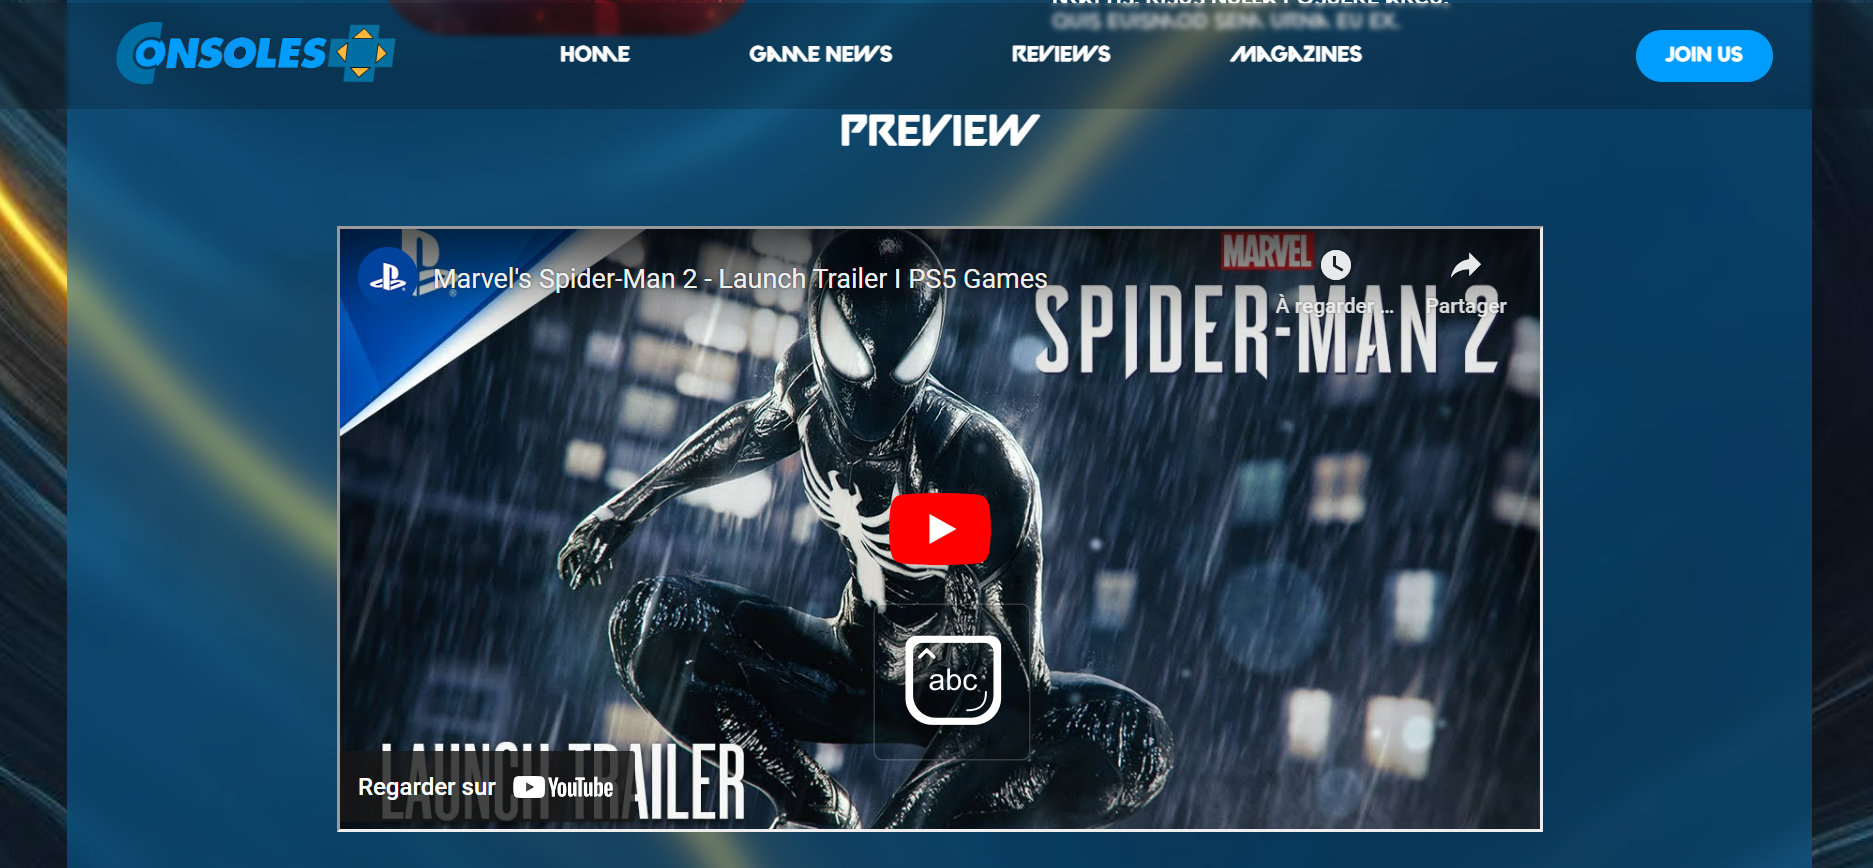 QUIS EUISMOD SEM URNA EU EX.
CONSOLES
HOME
GAME NEWS
REVIEWS
MAGAZINES
JOIN US
PREVIEW
Marvel's Spider-Man 2 - Launch Trailer I PS5 Games
MARVEL
À regarder ...
Partager
SPIDER-MAN 2
abc
LAUNCH TRAILER
Regarder sur YouTube